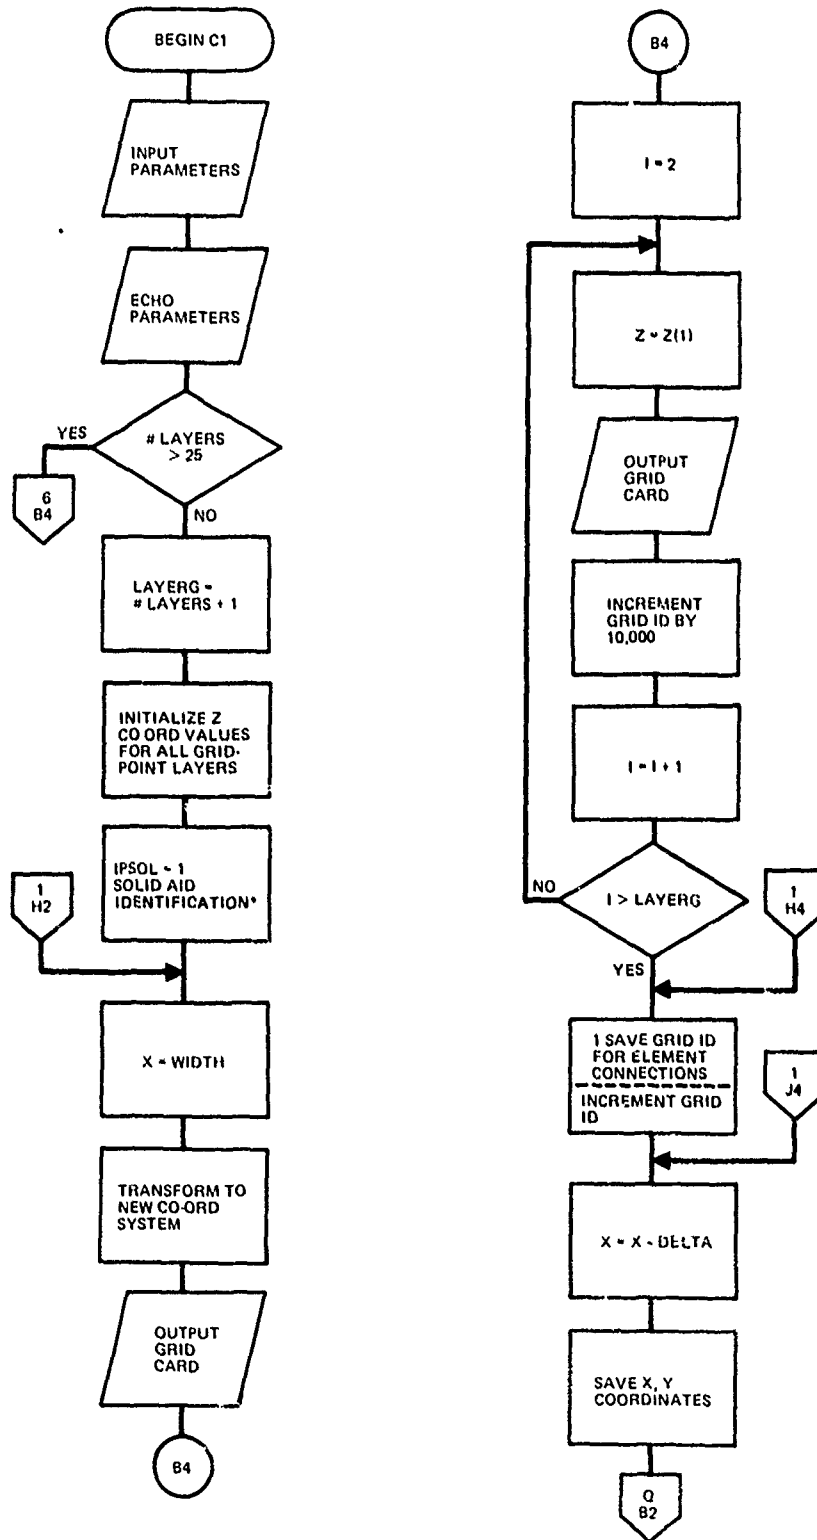 BEGIN C1
INPUT
PARAMETERS
ECHO
PARAMETERS
# LAYERS
> 25
YES
6
B4
NO
LAYERG =
# LAYERS + 1
INITIALIZE Z
CO ORD VALUES
FOR ALL GRID-
POINT LAYERS
IPSOL = 1
SOLID AID
IDENTIFICATION*
1
H2
X = WIDTH
TRANSFORM TO
NEW CO-ORD
SYSTEM
OUTPUT
GRID
CARD
B4
B4
I = 2
Z = Z(1)
OUTPUT
GRID
CARD
INCREMENT
GRID ID BY
10,000
I = I + 1
NO
I > LAYERG
1
H4
YES
1 SAVE GRID ID
FOR ELEMENT
CONNECTIONS
INCREMENT GRID
ID
1
J4
X = X - DELTA
SAVE X, Y
COORDINATES
Q
B2